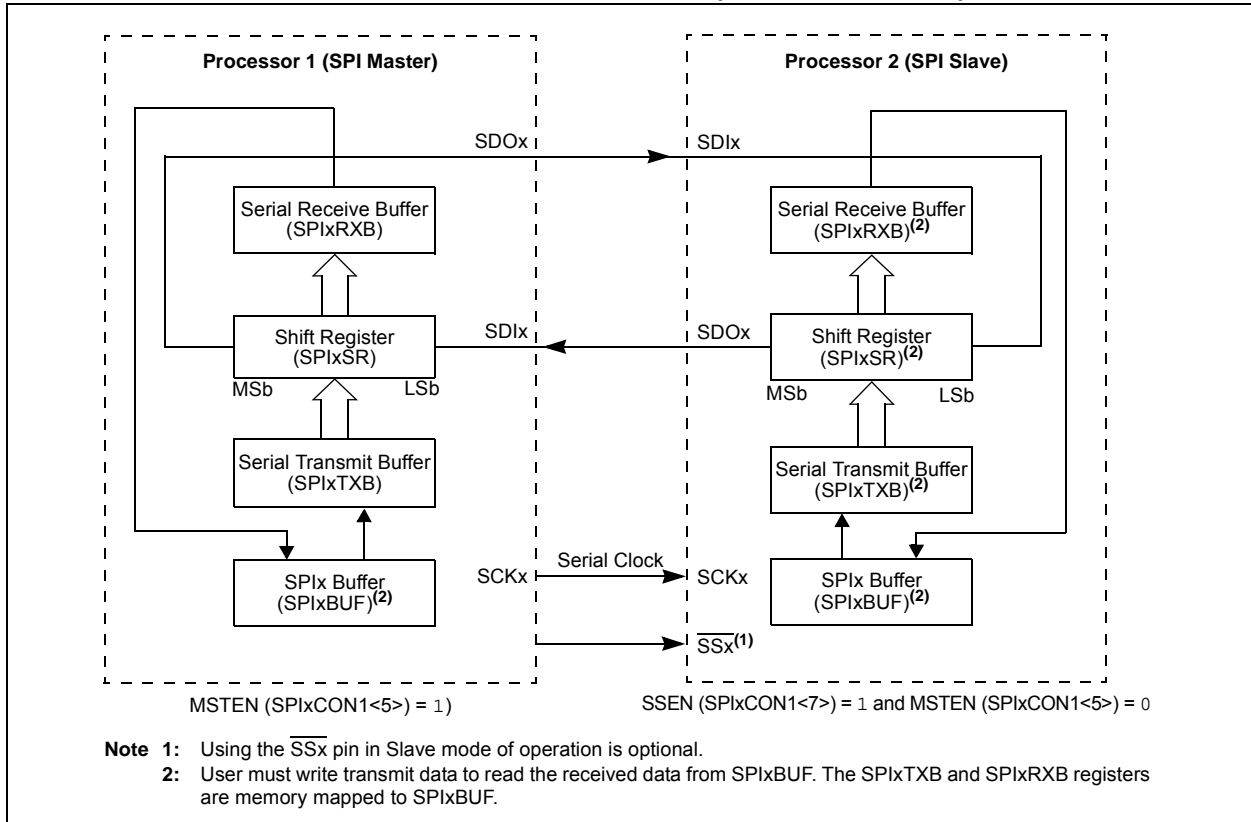 Processor 1 (SPI Master)
Processor 2 (SPI Slave)
SDOx
SDIx
Serial Receive Buffer
(SPIxRXB)
Serial Receive Buffer
(SPIxRXB)(2)
Shift Register
(SPIxSR)
SDIx
SDOx
Shift Register
(SPIxSR)(2)
MSb
LSb
MSb
LSb
Serial Transmit Buffer
(SPIxTXB)
Serial Transmit Buffer
(SPIxTXB)(2)
SPIx Buffer
(SPIxBUF)(2)
SCKx
Serial Clock
SCKx
SPIx Buffer
(SPIxBUF)(2)
SSx(1)
MSTEN (SPIxCON1<5>) = 1)
SSEN (SPIxCON1<7>) = 1 and MSTEN (SPIxCON1<5>) = 0
Note 1: Using the SSx pin in Slave mode of operation is optional.
2: User must write transmit data to read the received data from SPIxBUF. The SPIxTXB and SPIxRXB registers
are memory mapped to SPIxBUF.